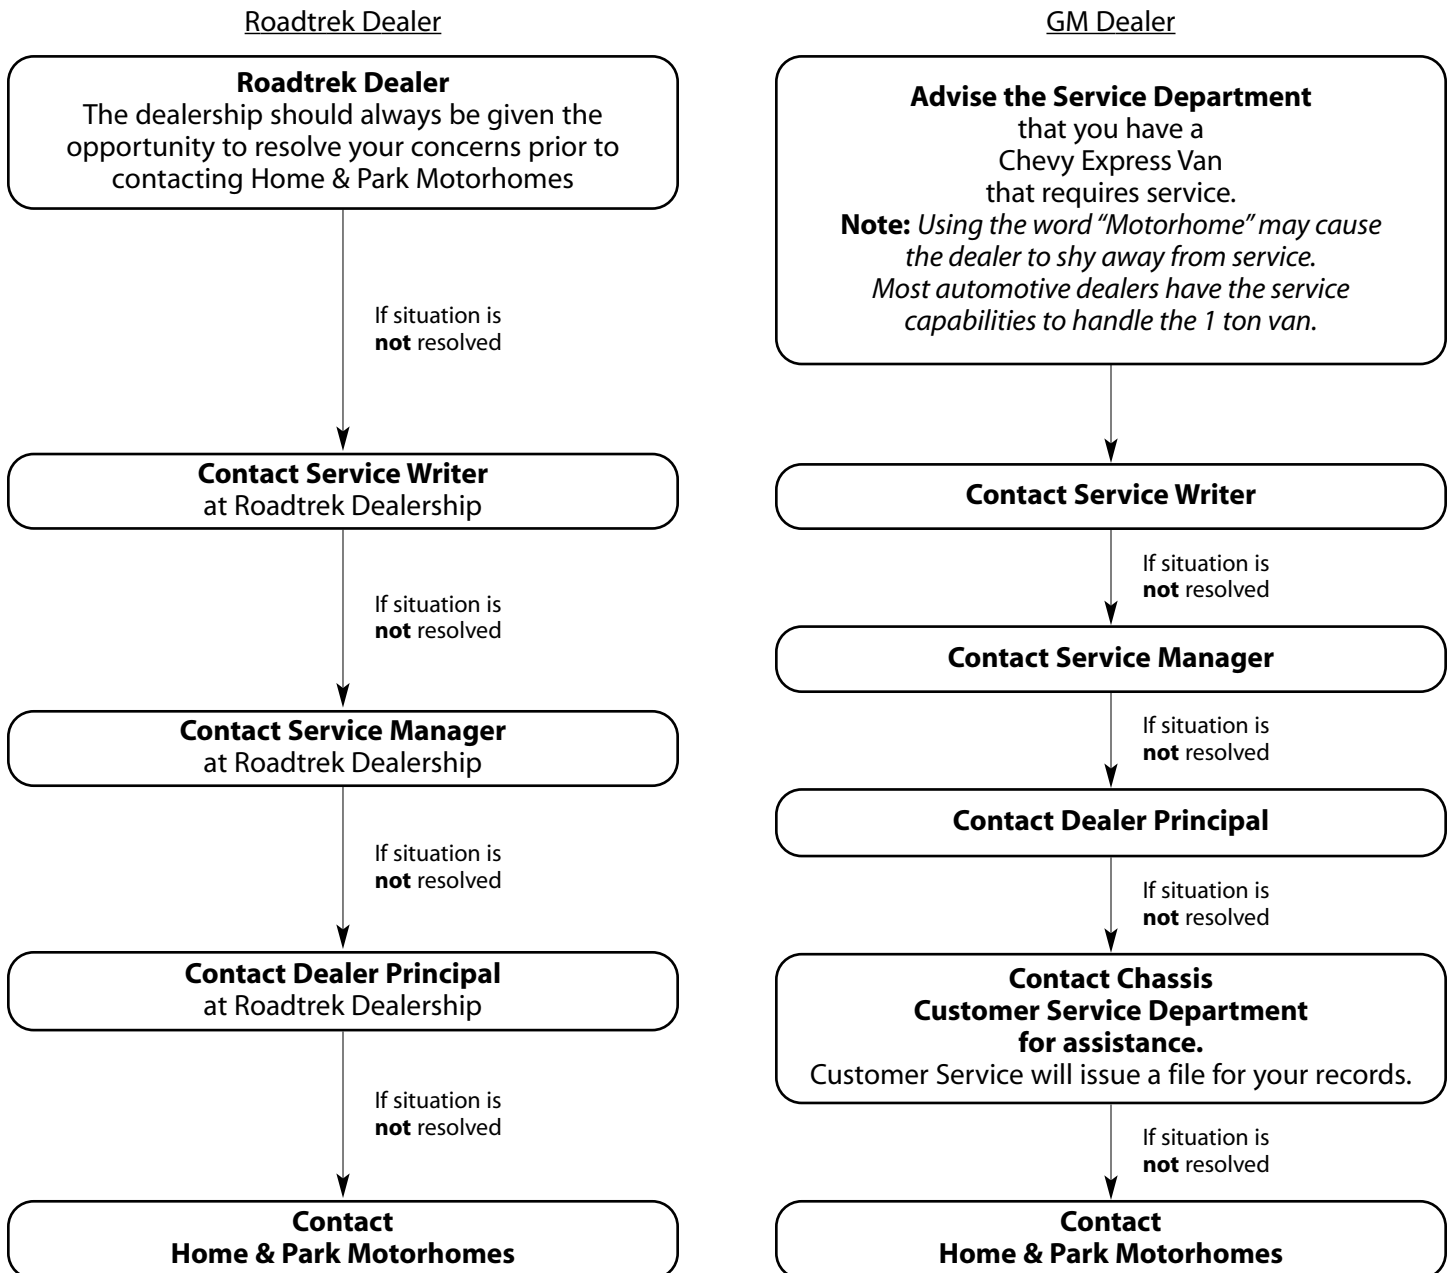 Roadtrek Dealer
Roadtrek Dealer
The dealership should always be given the
opportunity to resolve your concerns prior to
contacting Home & Park Motorhomes
If situation is
not resolved
Contact Service Writer
at Roadtrek Dealership
If situation is
not resolved
Contact Service Manager
at Roadtrek Dealership
If situation is
not resolved
Contact Dealer Principal
at Roadtrek Dealership
If situation is
not resolved
Contact
Home & Park Motorhomes
GM Dealer
Advise the Service Department
that you have a
Chevy Express Van
that requires service.
Note: Using the word “Motorhome” may cause
the dealer to shy away from service.
Most automotive dealers have the service
capabilities to handle the 1 ton van.
Contact Service Writer
If situation is
not resolved
Contact Service Manager
If situation is
not resolved
Contact Dealer Principal
If situation is
not resolved
Contact Chassis
Customer Service Department
for assistance.
Customer Service will issue a file for your records.
If situation is
not resolved
Contact
Home & Park Motorhomes